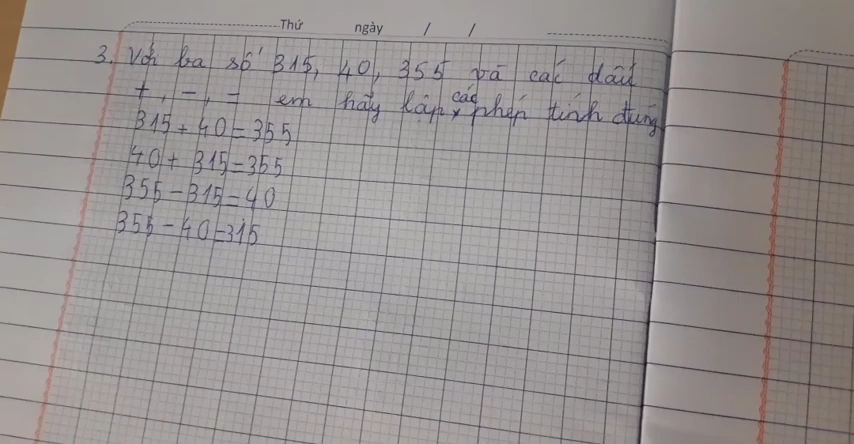 Thứ ngày / /
3. Với ba số 315, 40, 355 và các dấu
+, -, = em hãy lập các phép tính đúng
315 + 40 = 355
40 + 315 = 355
355 - 315 = 40
355 - 40 = 315